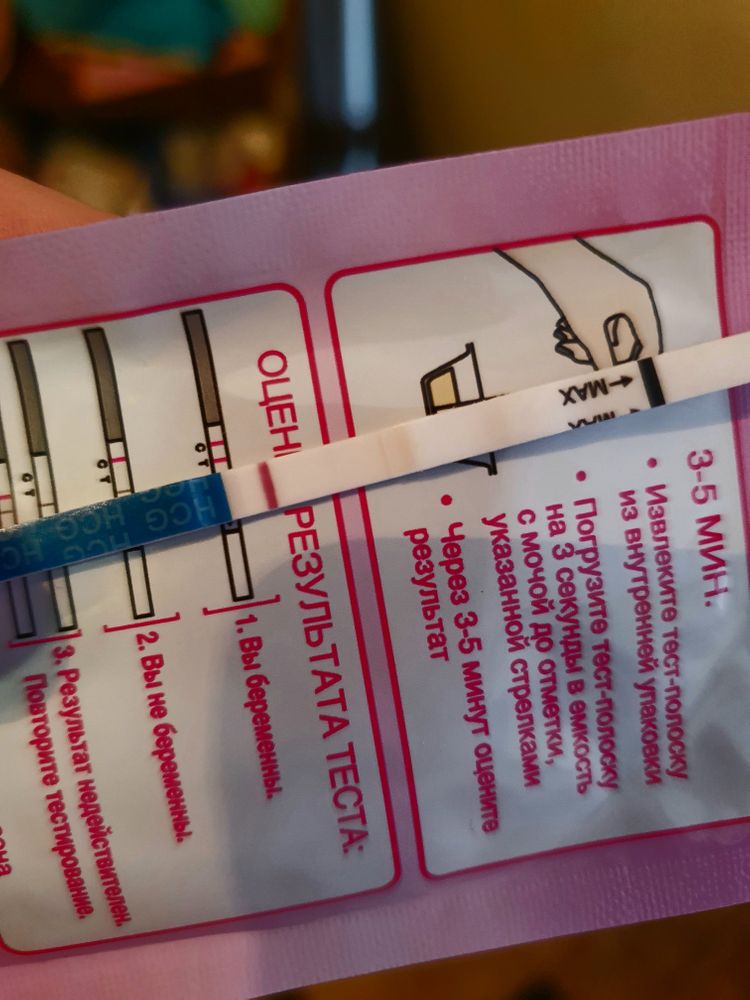 3-5 МИН.
• Извлеките тест-полоску
из внутренней упаковки
• Погрузите тест-полоску
на 3 секунды в емкость
с мочой до отметки,
указанной стрелками
• Через 3-5 минут оцените
результат
РЕЗУЛЬТАТА ТЕСТА:
C T
1. Вы беременны.
C T
2. Вы не беременны.
C T
3. Результат недействителен.
Повторите тестирование.
MAX
HCG HCG HCG